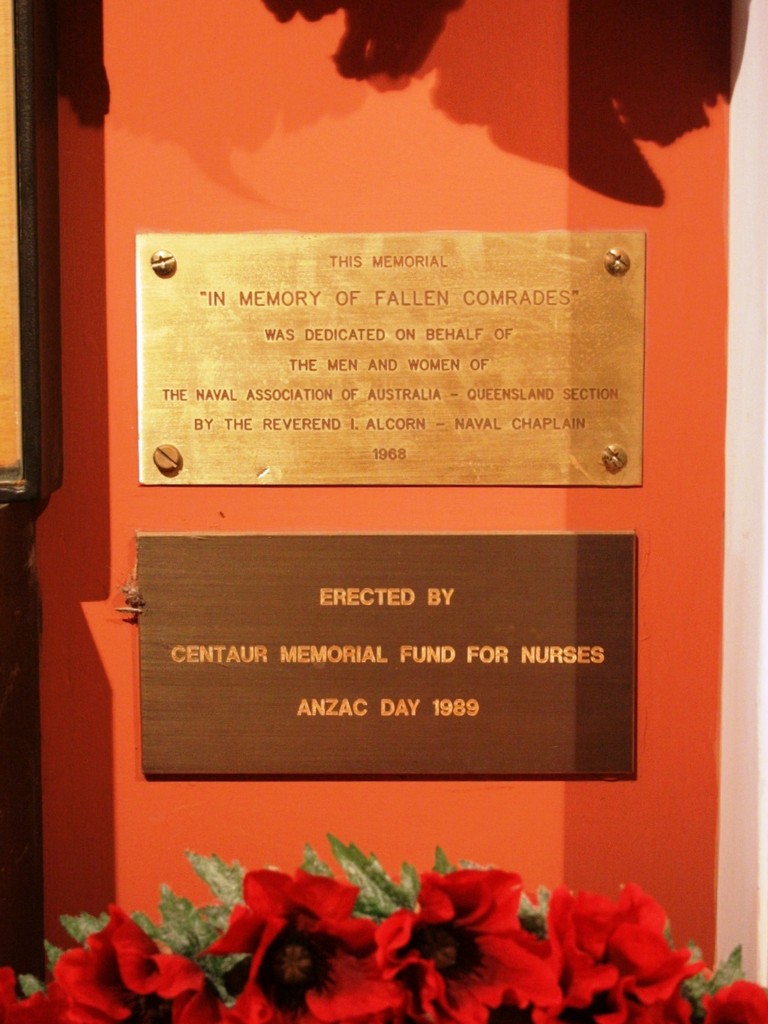 THIS MEMORIAL
"IN MEMORY OF FALLEN COMRADES"
WAS DEDICATED ON BEHALF OF
THE MEN AND WOMEN OF
THE NAVAL ASSOCIATION OF AUSTRALIA – QUEENSLAND SECTION
BY THE REVEREND I. ALCORN – NAVAL CHAPLAIN
1968
ERECTED BY
CENTAUR MEMORIAL FUND FOR NURSES
ANZAC DAY 1989